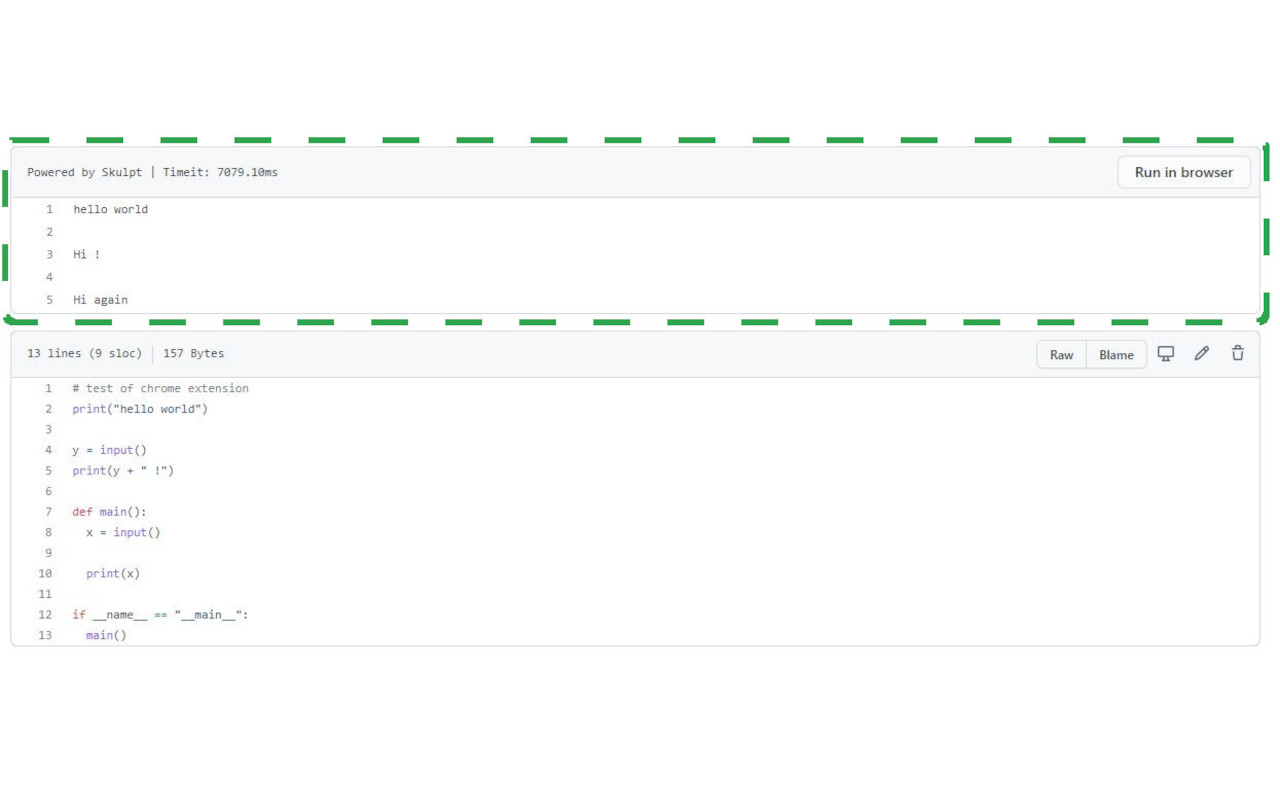 Powered by Skulpt | Timeit: 7079.10ms
Run in browser
1 hello world
2
3 Hi !
4
5 Hi again
13 lines (9 sloc) | 157 Bytes
Raw Blame
1 # test of chrome extension
2 print("hello world")
3
4 y = input()
5 print(y + " !")
6
7 def main():
8   x = input()
9
10   print(x)
11
12 if __name__ == "__main__":
13   main()